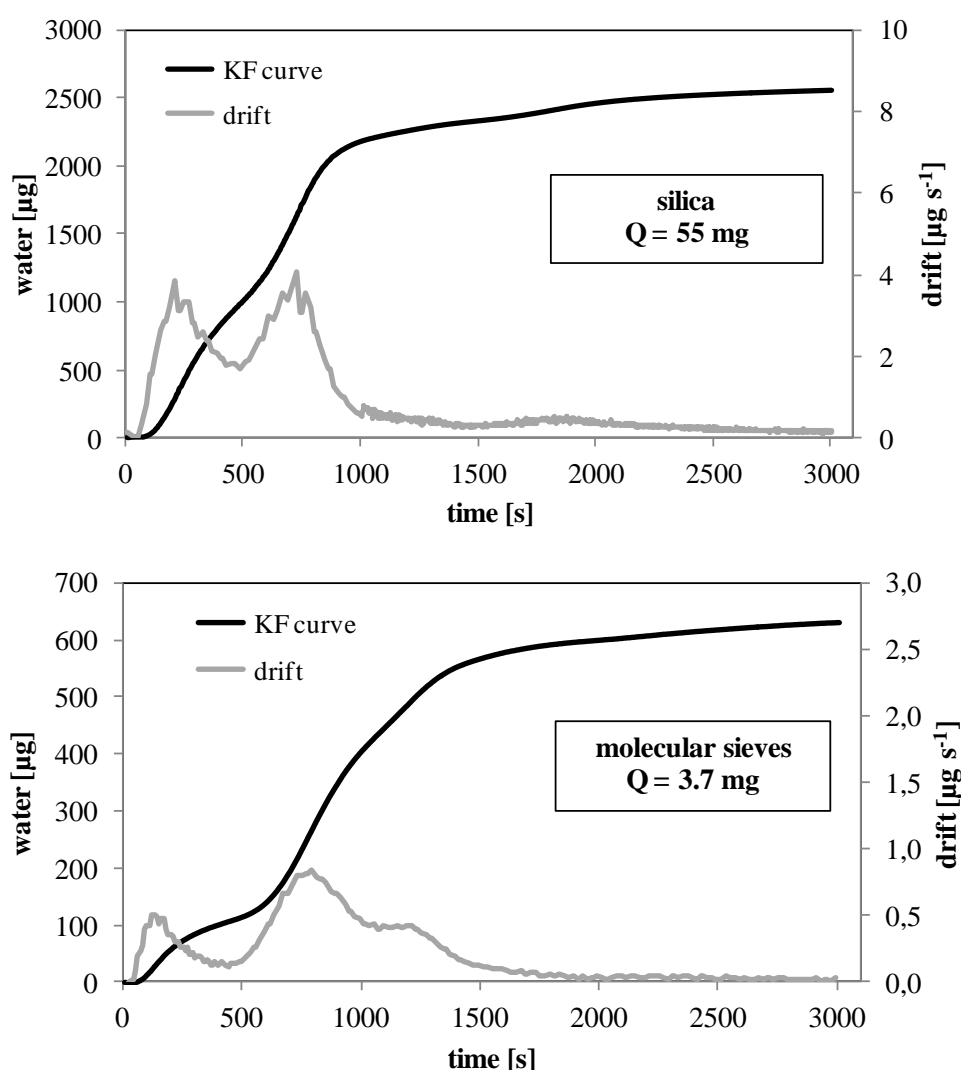 3000
2500
2000
1500
1000
500
0
water [µg]
KF curve
drift
silica
Q = 55 mg
10
8
6
4
2
0
drift [µg s-1]
0 500 1000 1500 2000 2500 3000
time [s]
700
600
500
400
300
200
100
0
water [µg]
KF curve
drift
molecular sieves
Q = 3.7 mg
3,0
2,5
2,0
1,5
1,0
0,5
0,0
drift [µg s-1]
0 500 1000 1500 2000 2500 3000
time [s]